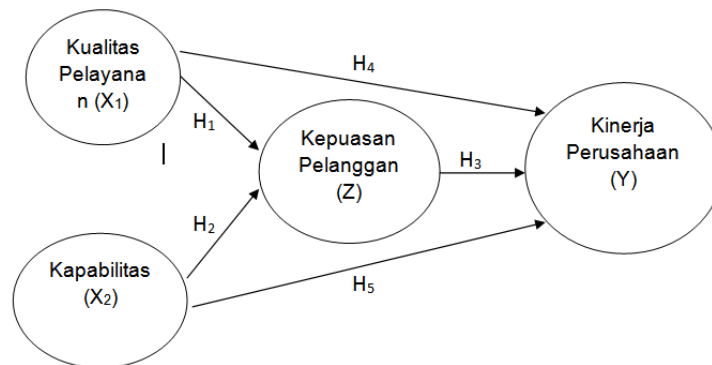 Kualitas
Pelayana
n (X₁)
H₄
H₁
Kepuasan
Pelanggan
(Z)
H₃
Kinerja
Perusahaan
(Y)
H₂
Kapabilitas
(X₂)
H₅